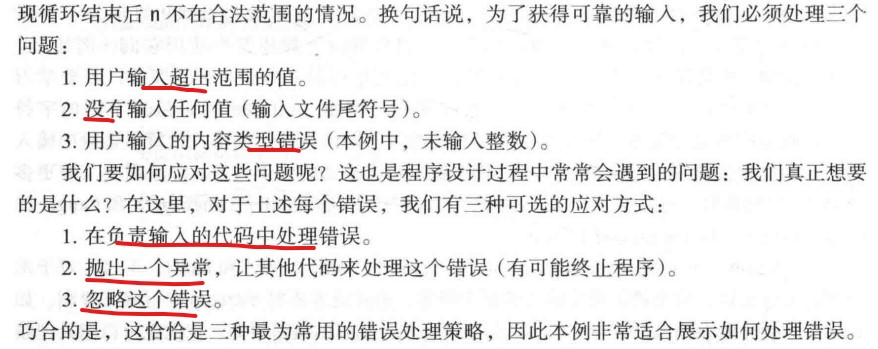 现循环结束后 n 不在合法范围的情况。换句话说，为了获得可靠的输入，我们必须处理三个
问题：
1. 用户输入超出范围的值。
2. 没有输入任何值（输入文件尾符号）。
3. 用户输入的内容类型错误（本例中，未输入整数）。
我们要如何应对这些问题呢？这也是程序设计过程中常常会遇到的问题：我们真正想要
的是什么？在这里，对于上述每个错误，我们有三种可选的应对方式：
1. 在负责输入的代码中处理错误。
2. 抛出一个异常，让其他代码来处理这个错误（有可能终止程序）。
3. 忽略这个错误。
巧合的是，这恰恰是三种最为常用的错误处理策略，因此本例非常适合展示如何处理错误。